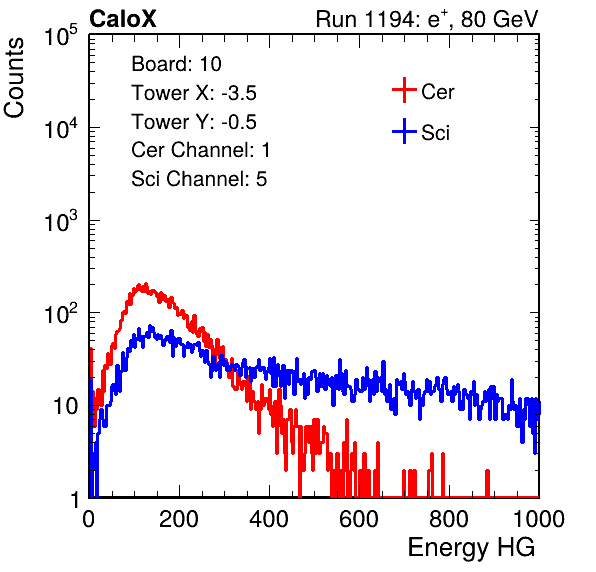 CaloX Run 1194: e⁺, 80 GeV
Counts
Board: 10
Tower X: -3.5
Tower Y: -0.5
Cer Channel: 1
Sci Channel: 5
Cer
Sci
10⁵
10⁴
10³
10²
10
1
0 200 400 600 800 1000
Energy HG